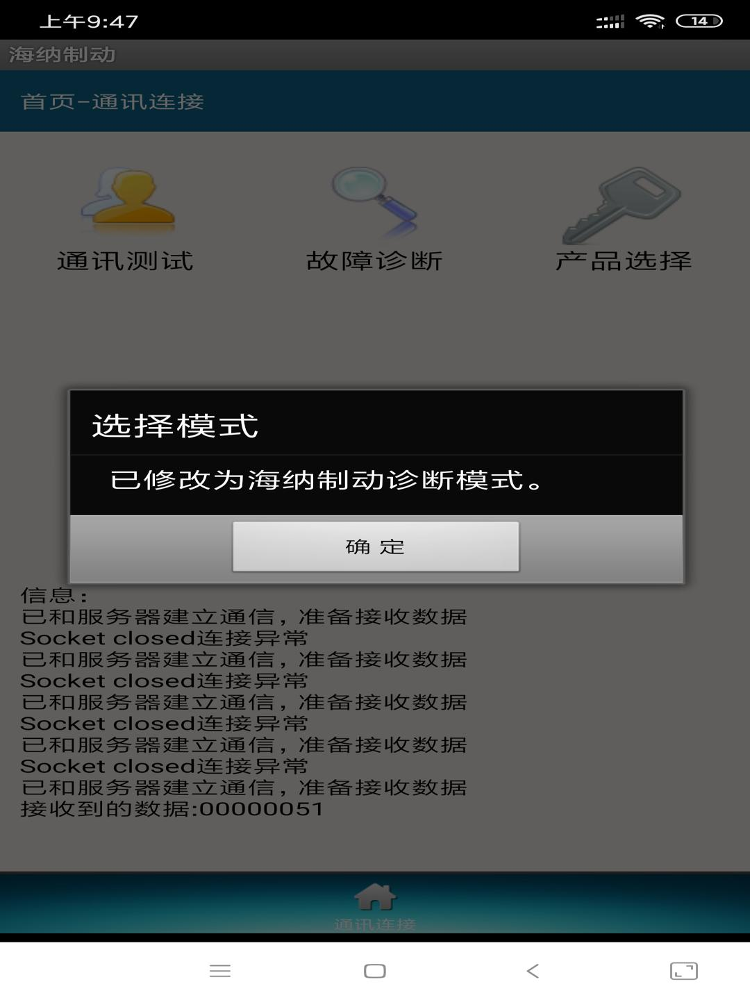 上午9:47
14
海纳制动
首页-通讯连接
通讯测试
故障诊断
产品选择
选择模式
已修改为海纳制动诊断模式。
确 定
信息：
已和服务器建立通信，准备接收数据
Socket closed连接异常
已和服务器建立通信，准备接收数据
Socket closed连接异常
已和服务器建立通信，准备接收数据
Socket closed连接异常
已和服务器建立通信，准备接收数据
Socket closed连接异常
已和服务器建立通信，准备接收数据
接收到的数据:00000051
通讯连接